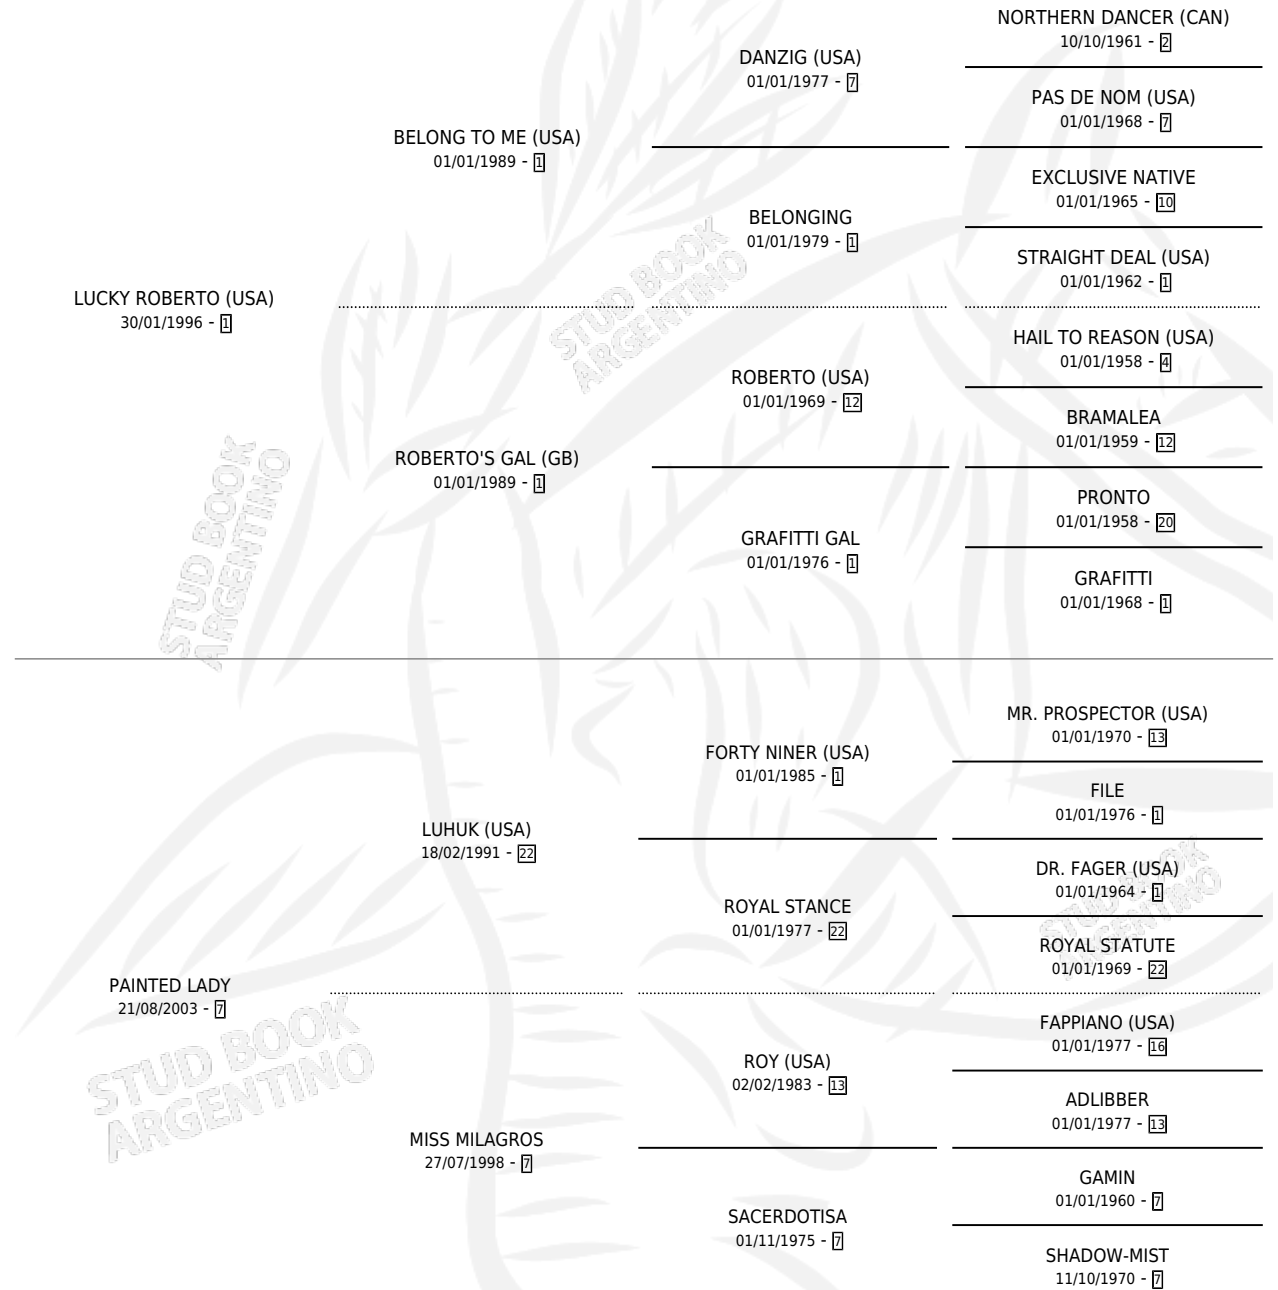 NORTHERN DANCER (CAN)
10/10/1961 - 2
DANZIG (USA)
01/01/1977 - 7
PAS DE NOM (USA)
01/01/1968 - 7
BELONG TO ME (USA)
01/01/1989 - 1
EXCLUSIVE NATIVE
01/01/1965 - 10
BELONGING
01/01/1979 - 1
STRAIGHT DEAL (USA)
01/01/1962 - 1
LUCKY ROBERTO (USA)
30/01/1996 - 1
HAIL TO REASON (USA)
01/01/1958 - 4
ROBERTO (USA)
01/01/1969 - 12
BRAMALEA
01/01/1959 - 12
ROBERTO'S GAL (GB)
01/01/1989 - 1
PRONTO
01/01/1958 - 20
GRAFITTI GAL
01/01/1976 - 1
GRAFITTI
01/01/1968 - 1
MR. PROSPECTOR (USA)
01/01/1970 - 13
FORTY NINER (USA)
01/01/1985 - 1
FILE
01/01/1976 - 1
LUHUK (USA)
18/02/1991 - 22
DR. FAGER (USA)
01/01/1964 - 1
ROYAL STANCE
01/01/1977 - 22
ROYAL STATUTE
01/01/1969 - 22
PAINTED LADY
21/08/2003 - 7
FAPPIANO (USA)
01/01/1977 - 16
ROY (USA)
02/02/1983 - 13
ADLIBBER
01/01/1977 - 13
MISS MILAGROS
27/07/1998 - 7
GAMIN
01/01/1960 - 7
SACERDOTISA
01/11/1975 - 7
SHADOW-MIST
11/10/1970 - 7
STUD BOOK
ARGENTINO
STUD BOOK
ARGENTINO
STUD BOOK
ARGENTINO
STUD BOOK
ARGENTINO